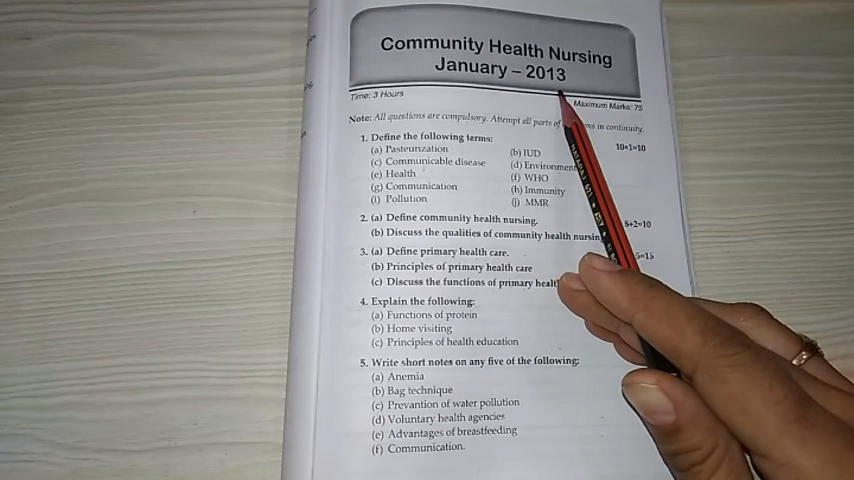 Community Health Nursing
January – 2013
Time: 3 Hours
Maximum Marks: 75
Note: All questions are compulsory. Attempt all parts of in continuity.
1. Define the following terms:
10×1=10
(a) Pasteurization
(b) IUD
(c) Communicable disease
(d) Environment
(e) Health
(f) WHO
(g) Communication
(h) Immunity
(i) Pollution
(j) MMR
2. (a) Define community health nursing.
(b) Discuss the qualities of community health nursin
+2=10
3. (a) Define primary health care.
5=15
(b) Principles of primary health care
(c) Discuss the functions of primary healt
4. Explain the following:
(a) Functions of protein
(b) Home visiting
(c) Principles of health education
5. Write short notes on any five of the following:
(a) Anemia
(b) Bag technique
(c) Prevantion of water pollution
(d) Voluntary health agencies
(e) Advantages of breastfeeding
(f) Communication.